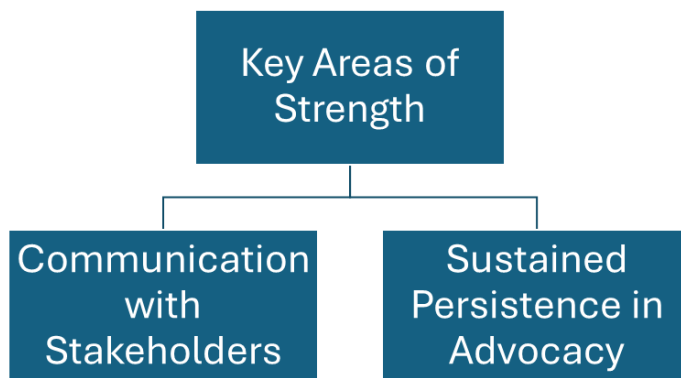 Key Areas of
Strength
Communication
with
Stakeholders
Sustained
Persistence in
Advocacy